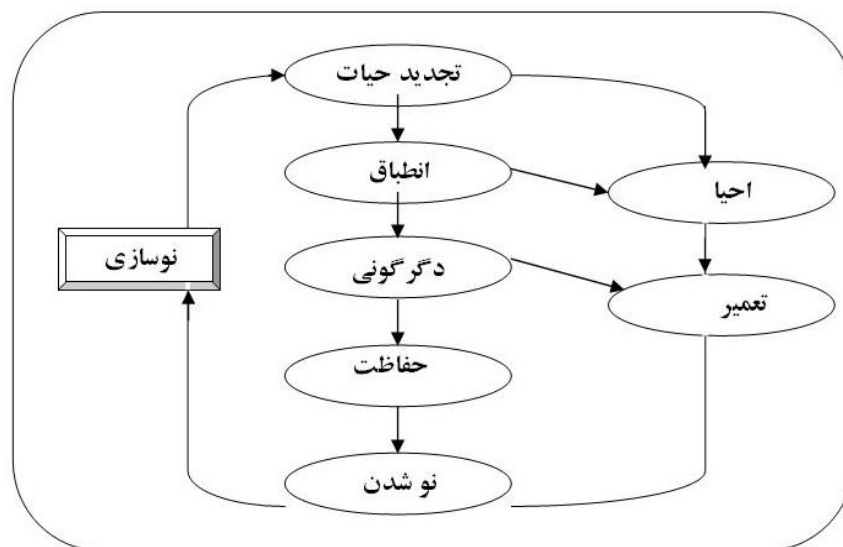 تجدید حیات
انطباق
احیا
نوسازی
دگرگونی
تعمیر
حفاظت
نو شدن